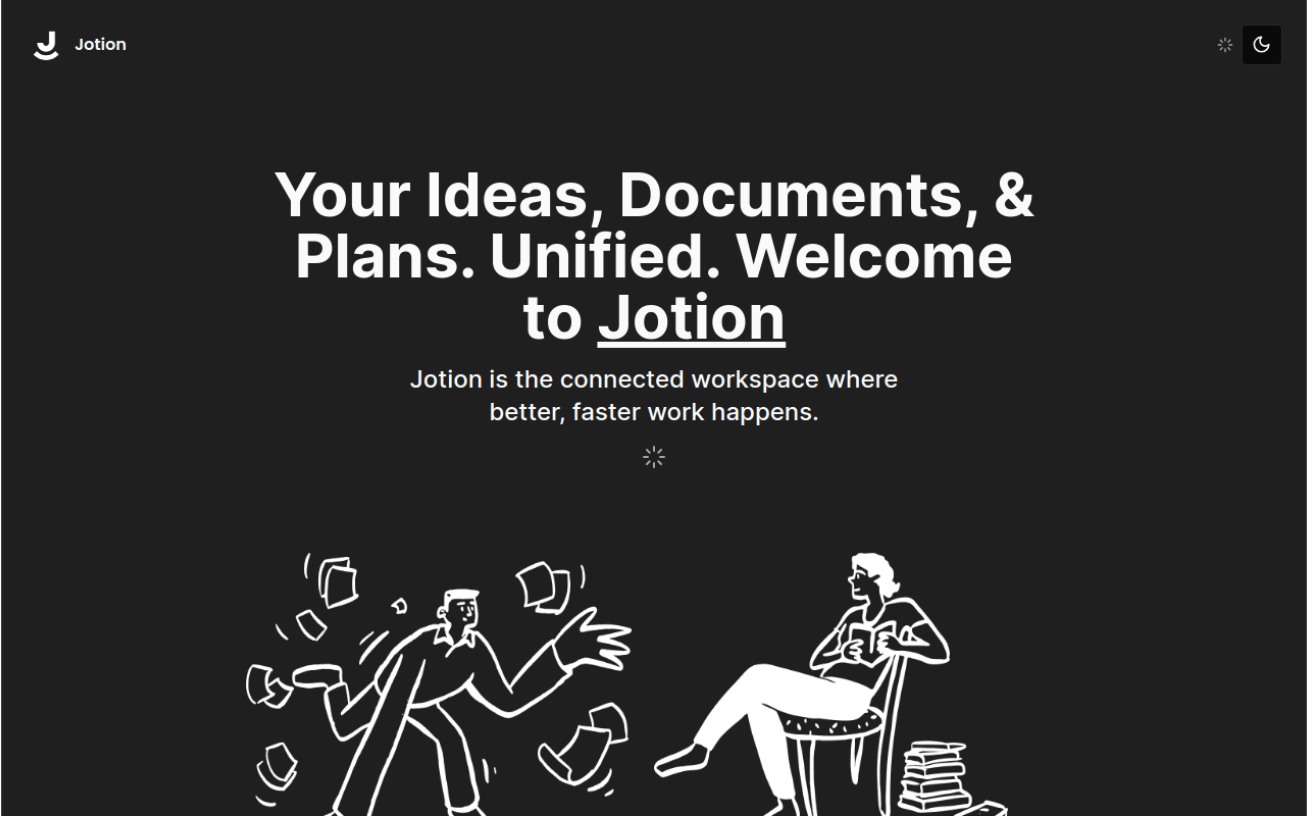 Jotion
Your Ideas, Documents, &
Plans. Unified. Welcome
to Jotion
Jotion is the connected workspace where
better, faster work happens.